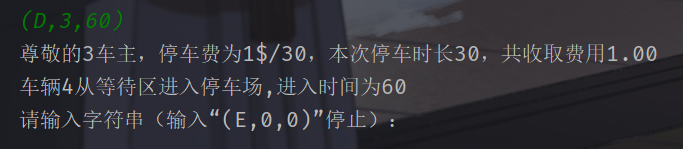 (D,3,60)
尊敬的3车主，停车费为1$/30，本次停车时长30，共收取费用1.00
车辆4从等待区进入停车场,进入时间为60
请输入字符串（输入“(E,0,0)”停止）：